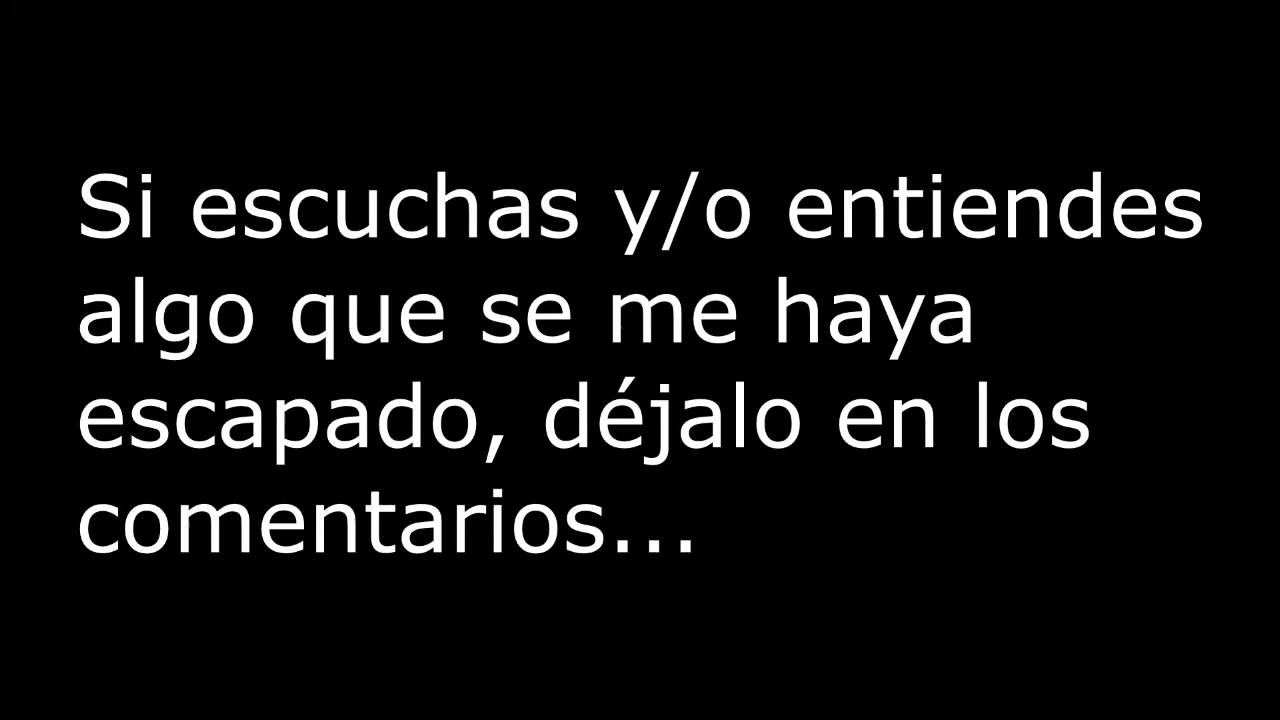 Si escuchas y/o entiendes
algo que se me haya
escapado, déjalo en los
comentarios...